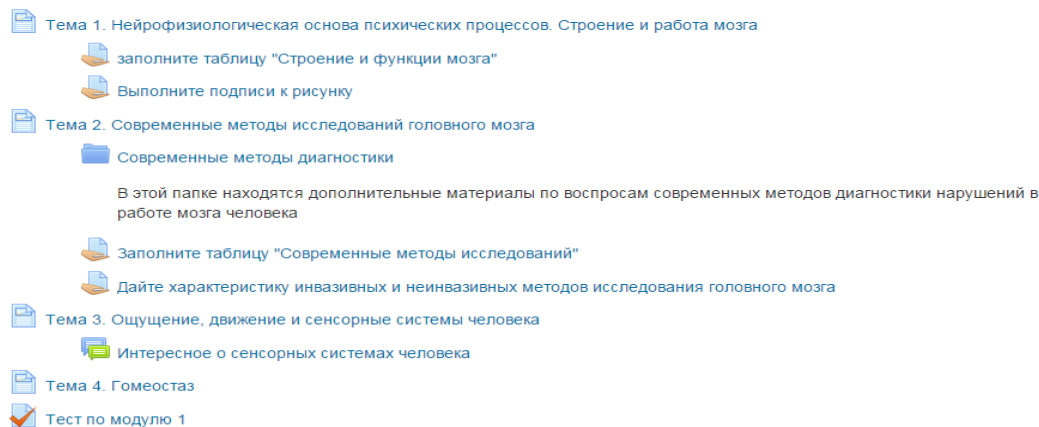 Тема 1. Нейрофизиологическая основа психических процессов. Строение и работа мозга
заполните таблицу "Строение и функции мозга"
Выполните подписи к рисунку
Тема 2. Современные методы исследований головного мозга
Современные методы диагностики
В этой папке находятся дополнительные материалы по воспросам современных методов диагностики нарушений в
работе мозга человека
Заполните таблицу "Современные методы исследований"
Дайте характеристику инвазивных и неинвазивных методов исследования головного мозга
Тема 3. Ощущение, движение и сенсорные системы человека
Интересное о сенсорных системах человека
Тема 4. Гомеостаз
Тест по модулю 1